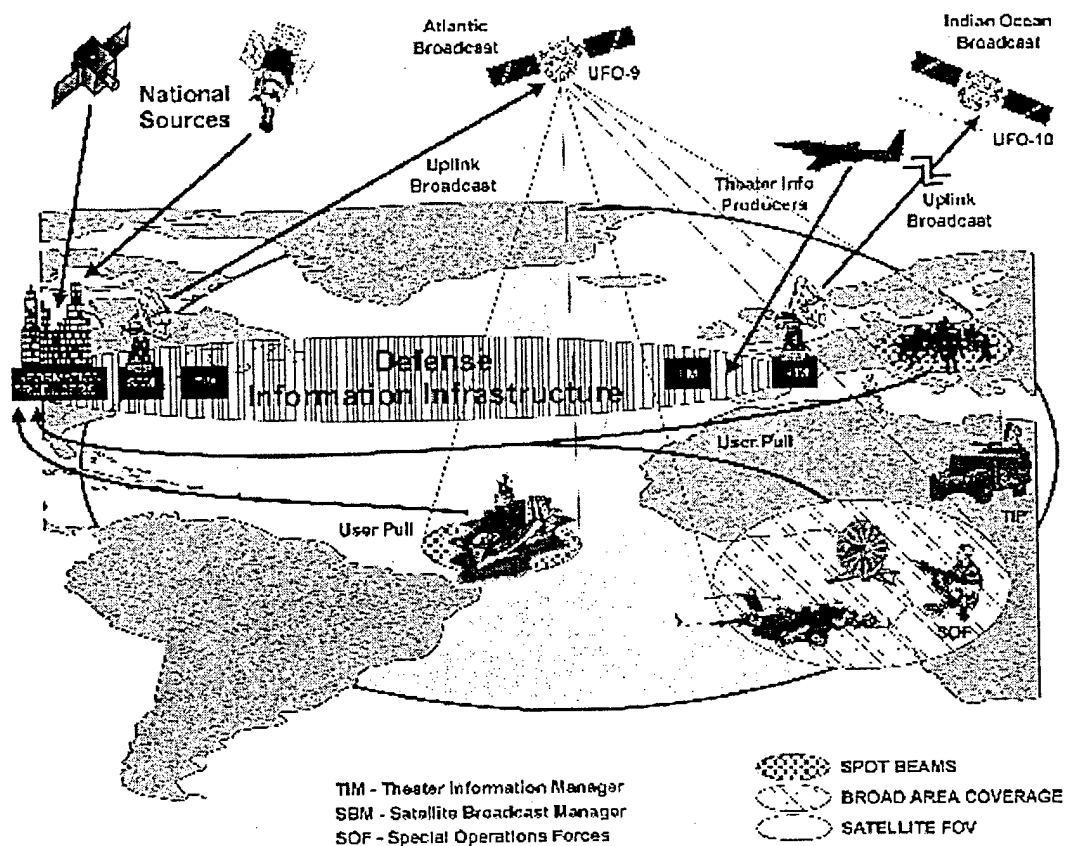 Atlantic
Broadcast
Indian Ocean
Broadcast
UFO-9
National
Sources
UFO-10
Uplink
Broadcast
Theater Info
Producers
Uplink
Broadcast
Defense
Information Infrastructure
User Pull
User Pull
TIP
SOF
TIM - Theater Information Manager
SBM - Satellite Broadcast Manager
SOF - Special Operations Forces
SPOT BEAMS
BROAD AREA COVERAGE
SATELLITE FOV